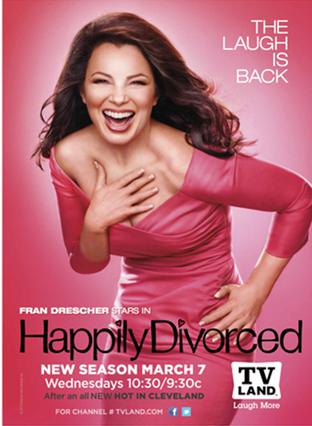 THE
LAUGH
IS
BACK
FRAN DRESCHER STARS IN
HappilyDivorced
NEW SEASON MARCH 7
Wednesdays 10:30/9:30c
After an all NEW HOT IN CLEVELAND
FOR CHANNEL # TVLAND.COM f
TV
LAND
Laugh More